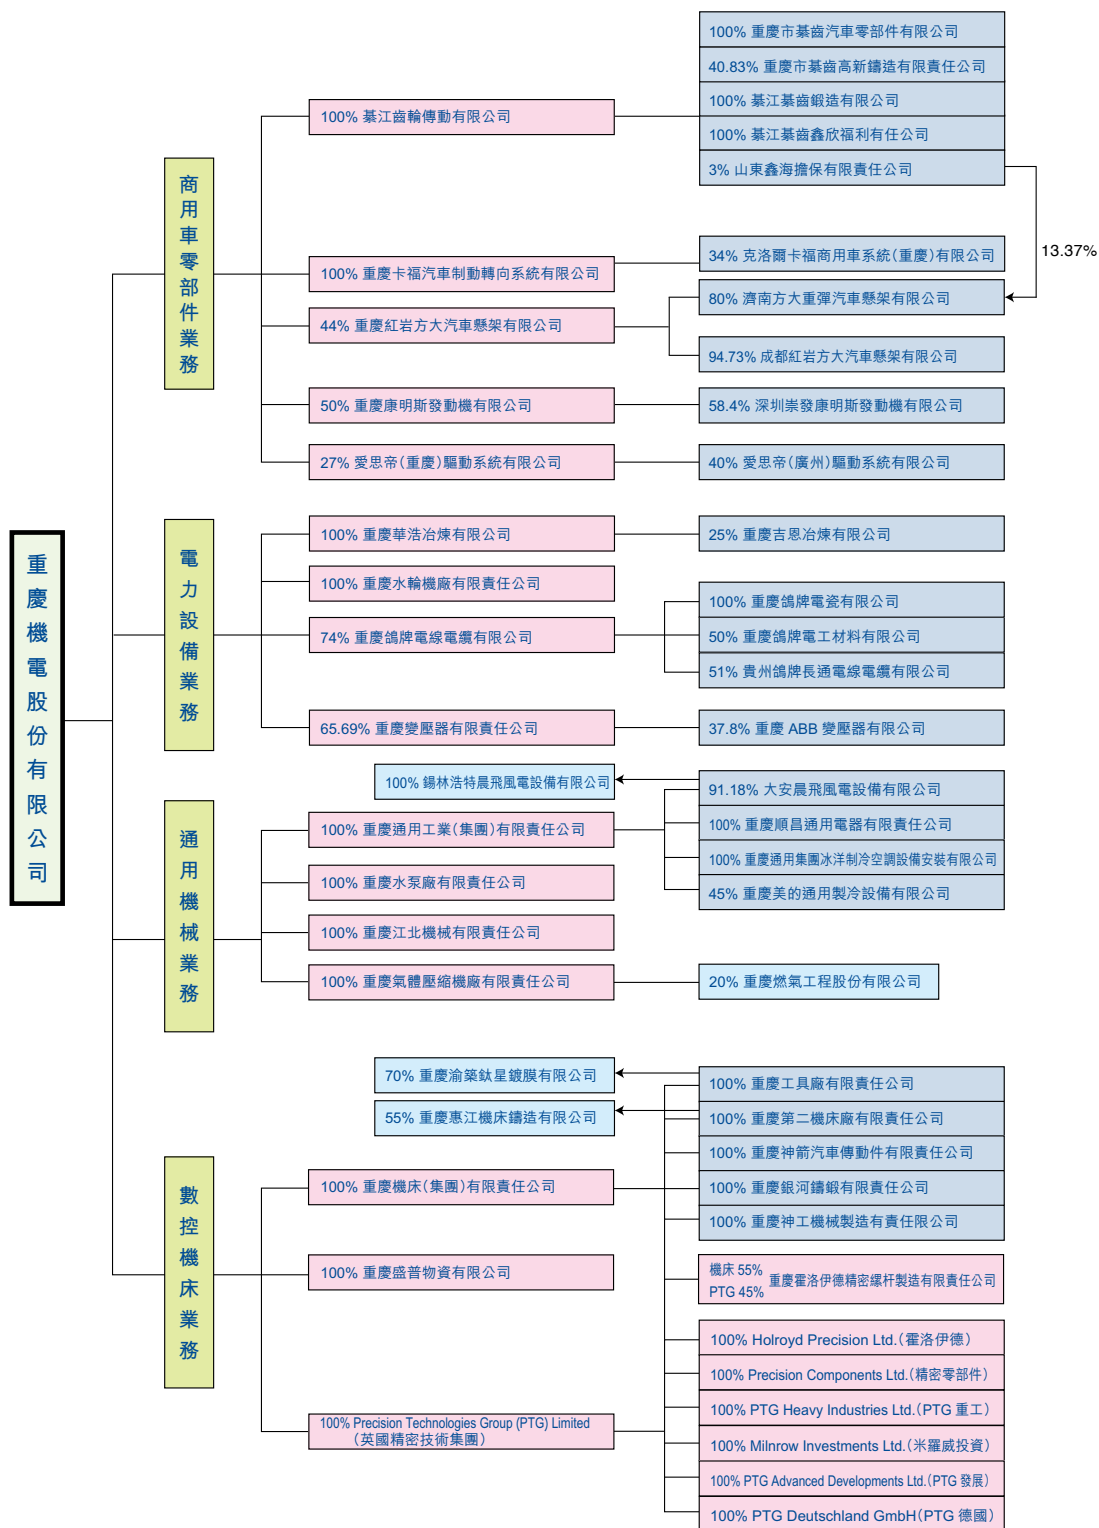 重慶機電股份有限公司
商用車零部件業務
100% 綦江齒輪傳動有限公司
100% 重慶市綦齒汽車零部件有限公司
40.83% 重慶市綦齒高新鑄造有限責任公司
100% 綦江綦齒鍛造有限公司
100% 綦江綦齒鑫欣福利有任公司
3% 山東鑫海擔保有限責任公司
13.37%
100% 重慶卡福汽車制動轉向系統有限公司
34% 克洛爾卡福商用車系統(重慶)有限公司
44% 重慶紅岩方大汽車懸架有限公司
80% 濟南方大重彈汽車懸架有限公司
94.73% 成都紅岩方大汽車懸架有限公司
50% 重慶康明斯發動機有限公司
58.4% 深圳崇發康明斯發動機有限公司
27% 愛思帝(重慶)驅動系統有限公司
40% 愛思帝(廣州)驅動系統有限公司
電力設備業務
100% 重慶華浩冶煉有限公司
25% 重慶吉恩冶煉有限公司
100% 重慶水輪機廠有限責任公司
74% 重慶鴿牌電線電纜有限公司
100% 重慶鴿牌電瓷有限公司
50% 重慶鴿牌電工材料有限公司
51% 貴州鴿牌長通電線電纜有限公司
65.69% 重慶變壓器有限責任公司
37.8% 重慶 ABB 變壓器有限公司
通用機械業務
100% 錫林浩特晨飛風電設備有限公司
100% 重慶通用工業(集團)有限責任公司
91.18% 大安晨飛風電設備有限公司
100% 重慶順昌通用電器有限責任公司
100% 重慶通用集團冰洋制冷空調設備安裝有限公司
45% 重慶美的通用製冷設備有限公司
100% 重慶水泵廠有限責任公司
100% 重慶江北機械有限責任公司
100% 重慶氣體壓縮機廠有限責任公司
20% 重慶燃氣工程股份有限公司
數控機床業務
70% 重慶渝築鈦星鍍膜有限公司
55% 重慶惠江機床鑄造有限公司
100% 重慶機床(集團)有限責任公司
100% 重慶工具廠有限責任公司
100% 重慶第二機床廠有限責任公司
100% 重慶神箭汽車傳動件有限責任公司
100% 重慶銀河鑄鍛有限責任公司
100% 重慶神工機械製造有責任限公司
機床 55%
PTG 45%
重慶霍洛伊德精密螺杆製造有限責任公司
100% 重慶盛普物資有限公司
100% Precision Technologies Group (PTG) Limited
(英國精密技術集團)
100% Holroyd Precision Ltd.(霍洛伊德)
100% Precision Components Ltd.(精密零部件)
100% PTG Heavy Industries Ltd.(PTG 重工)
100% Milnrow Investments Ltd.(米羅威投資)
100% PTG Advanced Developments Ltd.(PTG 發展)
100% PTG Deutschland GmbH(PTG 德國)